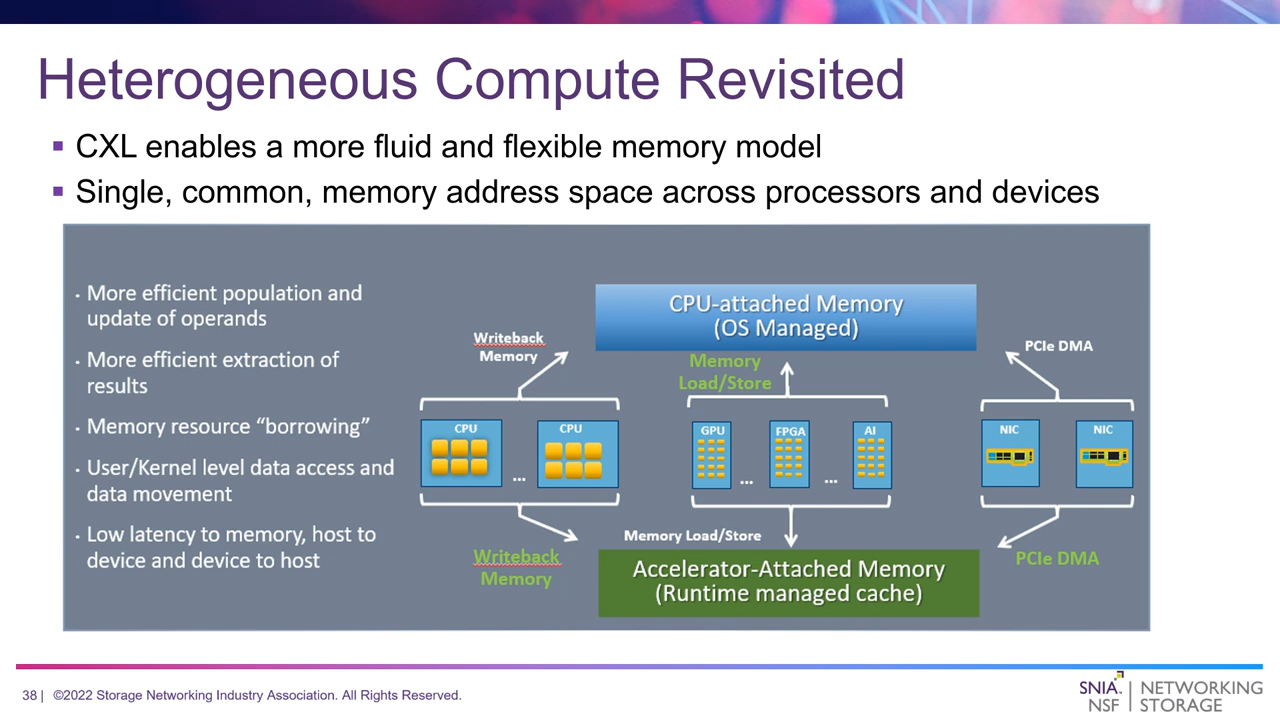 Heterogeneous Compute Revisited
▪ CXL enables a more fluid and flexible memory model
▪ Single, common, memory address space across processors and devices
• More efficient population and
update of operands
• More efficient extraction of
results
• Memory resource “borrowing”
• User/Kernel level data access and
data movement
• Low latency to memory, host to
device and device to host
CPU-attached Memory
(OS Managed)
Writeback
Memory
Memory
Load/Store
PCIe DMA
CPU
...
CPU
GPU
...
FPGA
...
AI
NIC
NIC
Writeback
Memory
Memory Load/Store
PCIe DMA
Accelerator-Attached Memory
(Runtime managed cache)
38 | ©2022 Storage Networking Industry Association. All Rights Reserved.
SNIA. | NETWORKING
NSF | STORAGE